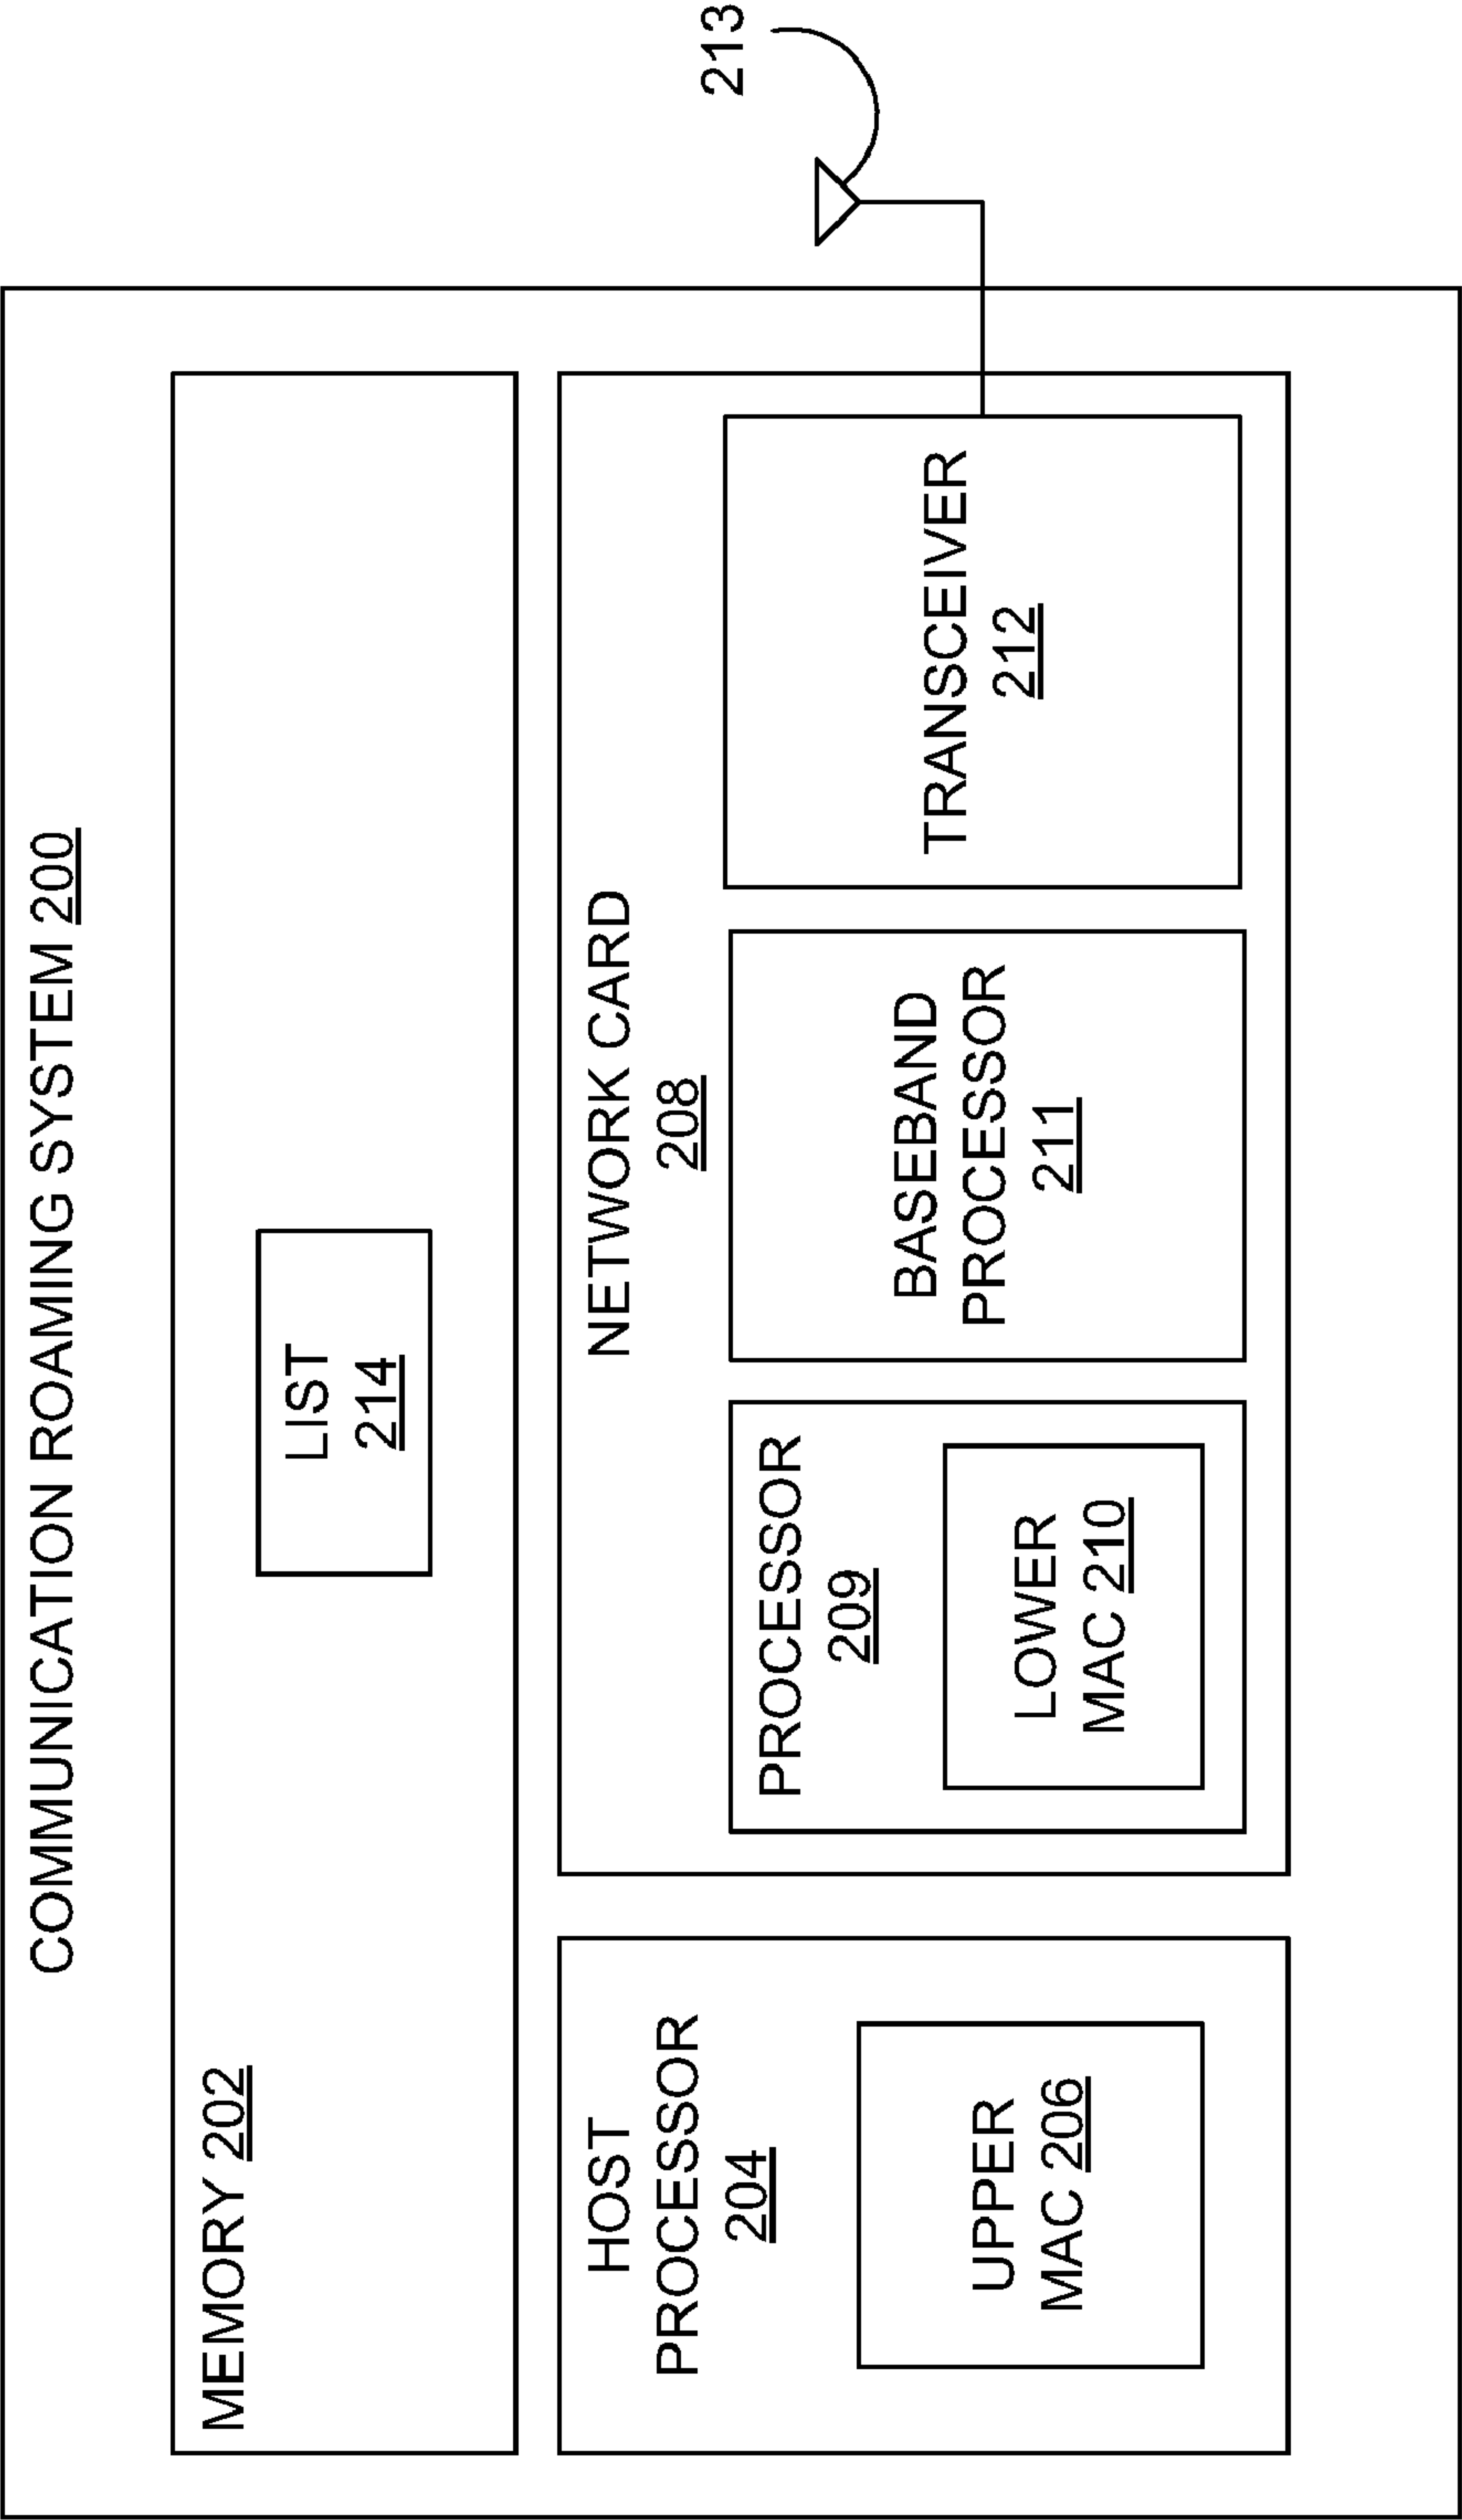 COMMUNICATION ROAMING SYSTEM 200
MEMORY 202
LIST
214
HOST
PROCESSOR
204
UPPER
MAC 206
NETWORK CARD
208
PROCESSOR
209
LOWER
MAC 210
BASEBAND
PROCESSOR
211
TRANSCEIVER
212
213